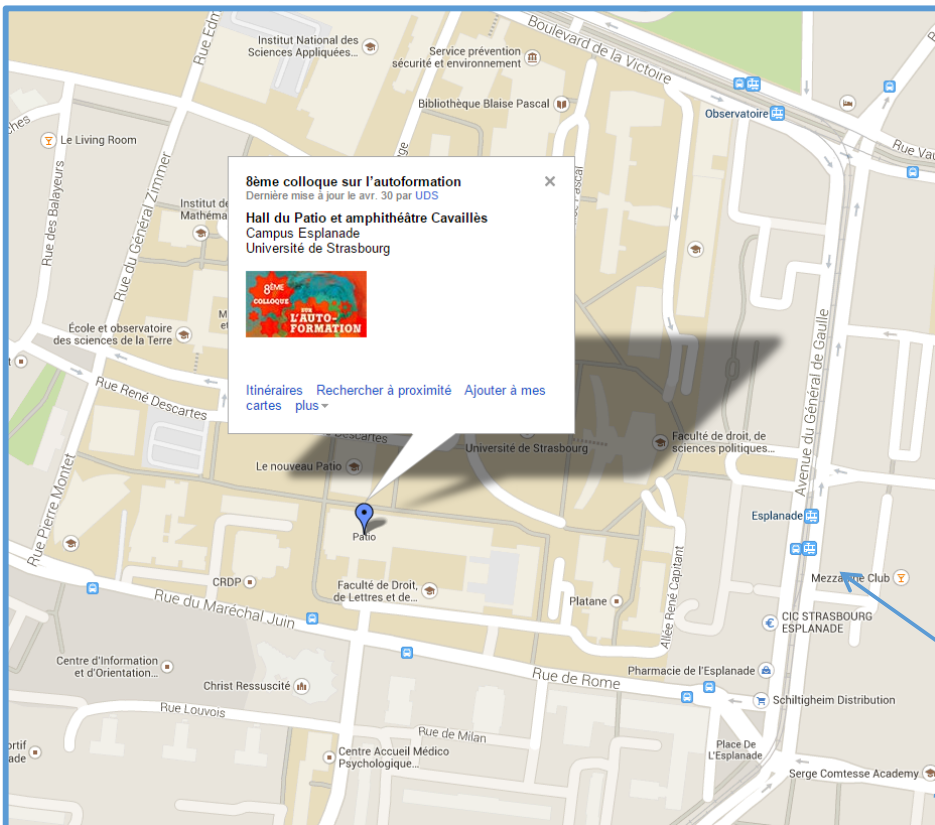 Rue Edm
Institut National des
Sciences Appliquées...
Service prévention
sécurité et environnement
Boulevard de la Victoire
Bibliothèque Blaise Pascal
Observatoire
Rue Vau
ches
Le Living Room
Rue des Balayeurs
Rue du Général Zimmer
Institut de
Mathéma
8ème colloque sur l'autoformation
Dernière mise à jour le avr. 30 par UDS
Hall du Patio et amphithéâtre Cavaillès
Campus Esplanade
Université de Strasbourg
8ÈME
COLLOQUE
SUR
L'AUTO-
FORMATION
Itinéraires Rechercher à proximité Ajouter à mes
cartes plus
École et observatoire
des sciences de la Terre
Rue René Descartes
Descartes
Avenue du Général de Gaulle
Université de Strasbourg
Faculté de droit, de
sciences politiques...
Le nouveau Patio
Rue Pierre Montet
Patio
Esplanade
CRDP
Faculté de Droit,
de Lettres et de...
Platane
Allée René Capitant
Mezza ne Club
CIC STRASBOURG
ESPLANADE
Rue du Maréchal Juin
Centre d'Information
et d'Orientation...
Christ Ressuscité
Rue de Rome
Pharmacie de l'Esplanade
Schiltigheim Distribution
Rue Louvois
Rue de Milan
Place De
L'Esplanade
ortif
ade
Centre Accueil Médico
Psychologique...
Serge Comtesse Academy